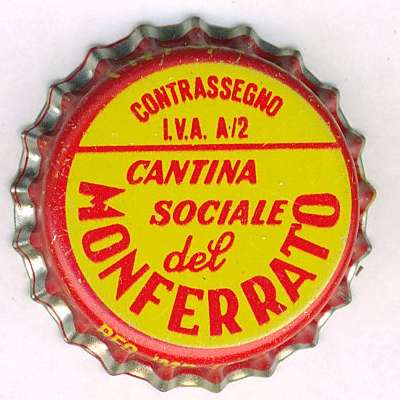 CONTRASSEGNO
I.V.A. A/2
CANTINA
SOCIALE
del
MONFERRATO